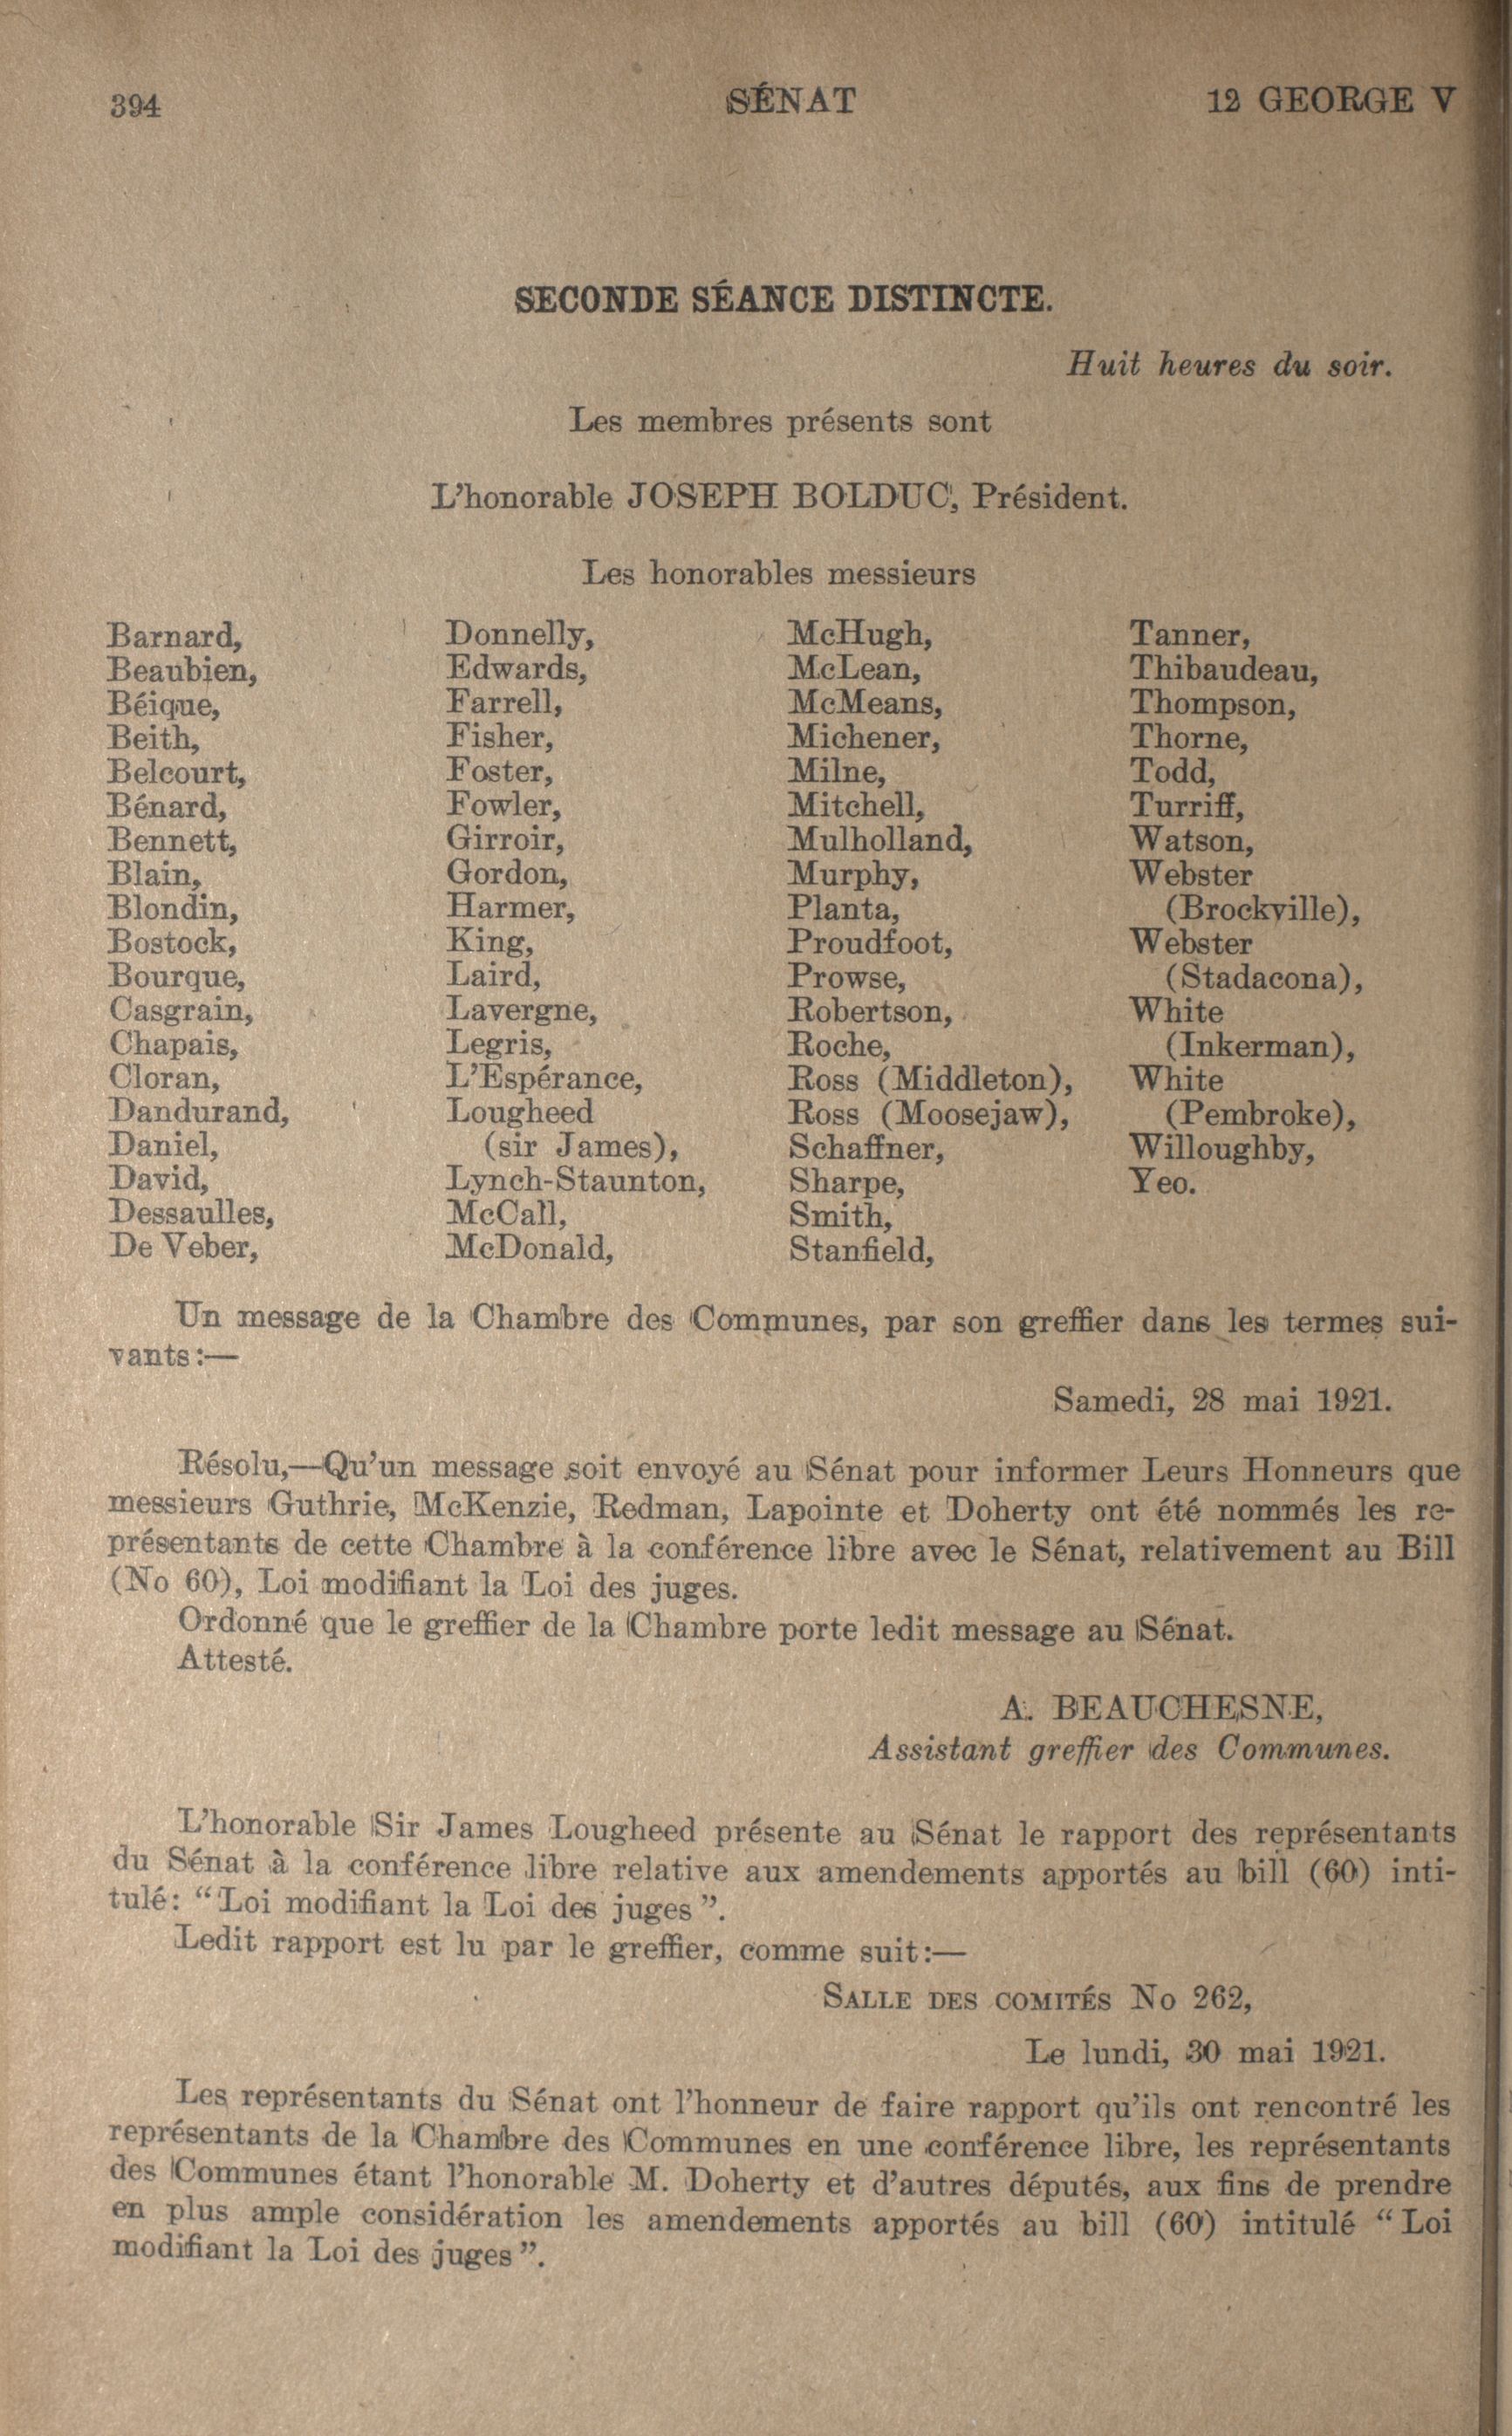 394
SÉNAT
12 GEORGE V
SECONDE SÉANCE DISTINCTE.
Huit heures du soir.
Les membres présents sont
L'honorable JOSEPH BOLDUC, Président.
Les honorables messieurs
Barnard,
Beaubien,
Béique,
Beith,
Belcourt,
Bénard,
Bennett,
Blain,
Blondin,
Bostock,
Bourque,
Casgrain,
Chapais,
Cloran,
Dandurand,
Daniel,
David,
Dessaulles,
De Veber,
Donnelly,
Edwards,
Farrell,
Fisher,
Foster,
Fowler,
Girroir,
Gordon,
Harmer,
King,
Laird,
Lavergne,
Legris,
L'Espérance,
Lougheed
(sir James),
Lynch-Staunton,
McCall,
McDonald,
McHugh,
McLean,
McMeans,
Michener,
Milne,
Mitchell,
Mulholland,
Murphy,
Planta,
Proudfoot,
Prowse,
Robertson,
Roche,
Ross (Middleton),
Ross (Moosejaw),
Schaffner,
Sharpe,
Smith,
Stanfield,
Tanner,
Thibaudeau,
Thompson,
Thorne,
Todd,
Turriff,
Watson,
Webster
(Brockville),
Webster
(Stadacona),
White
(Inkerman),
White
(Pembroke),
Willoughby,
Yeo.
Un message de la Chambre des Communes, par son greffier dans les termes sui-
vants:—
Samedi, 28 mai 1921.
Résolu,—Qu'un message soit envoyé au Sénat pour informer Leurs Honneurs que
messieurs Guthrie, McKenzie, Redman, Lapointe et Doherty ont été nommés les re-
présentants de cette Chambre à la conférence libre avec le Sénat, relativement au Bill
(No 60), Loi modifiant la Loi des juges.
Ordonné que le greffier de la Chambre porte ledit message au Sénat.
Attesté.
A. BEAUCHESNE,
Assistant greffier des Communes.
L'honorable Sir James Lougheed présente au Sénat le rapport des représentants
du Sénat à la conférence libre relative aux amendements apportés au bill (60) inti-
tulé: "Loi modifiant la Loi des juges".
Ledit rapport est lu par le greffier, comme suit:—
SALLE DES COMITÉS No 262,
Le lundi, 30 mai 1921.
Les représentants du Sénat ont l'honneur de faire rapport qu'ils ont rencontré les
représentants de la Chambre des Communes en une conférence libre, les représentants
des Communes étant l'honorable M. Doherty et d'autres députés, aux fins de prendre
en plus ample considération les amendements apportés au bill (60) intitulé "Loi
modifiant la Loi des juges".